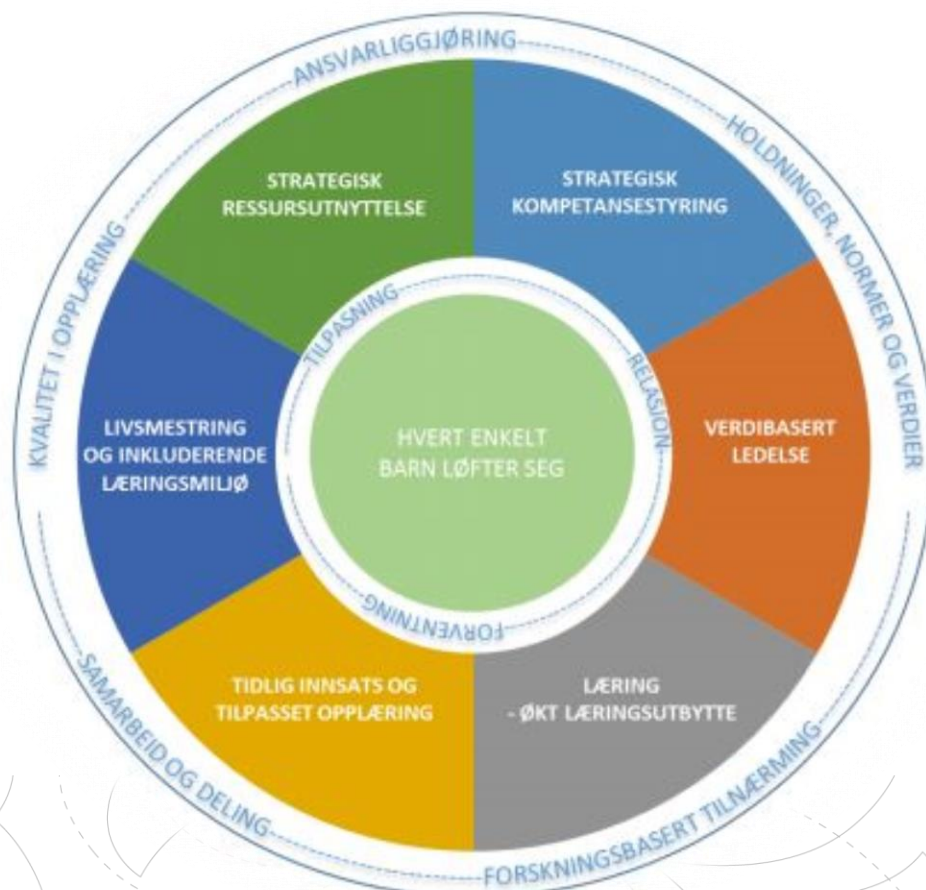 ANSVARLIGGJØRING
HOLDNINGER, NORMER OG VERDIER
FORSKNINGSBASERT TILNÆRMING
SAMARBEID OG DELING
KVALITET I OPPLÆRING
STRATEGISK
RESSURSUTNYTTELSE
STRATEGISK
KOMPETANSESTYRING
VERDIBASERT
LEDELSE
LÆRING
- ØKT LÆRINGSUTBYTTE
TIDLIG INNSATS OG
TILPASSET OPPLÆRING
LIVSMESTRING
OG INKLUDERENDE
LÆRINGSMILJØ
TILPASNING
RELASJON
FORVENTNING
HVERT ENKELT
BARN LØFTER SEG